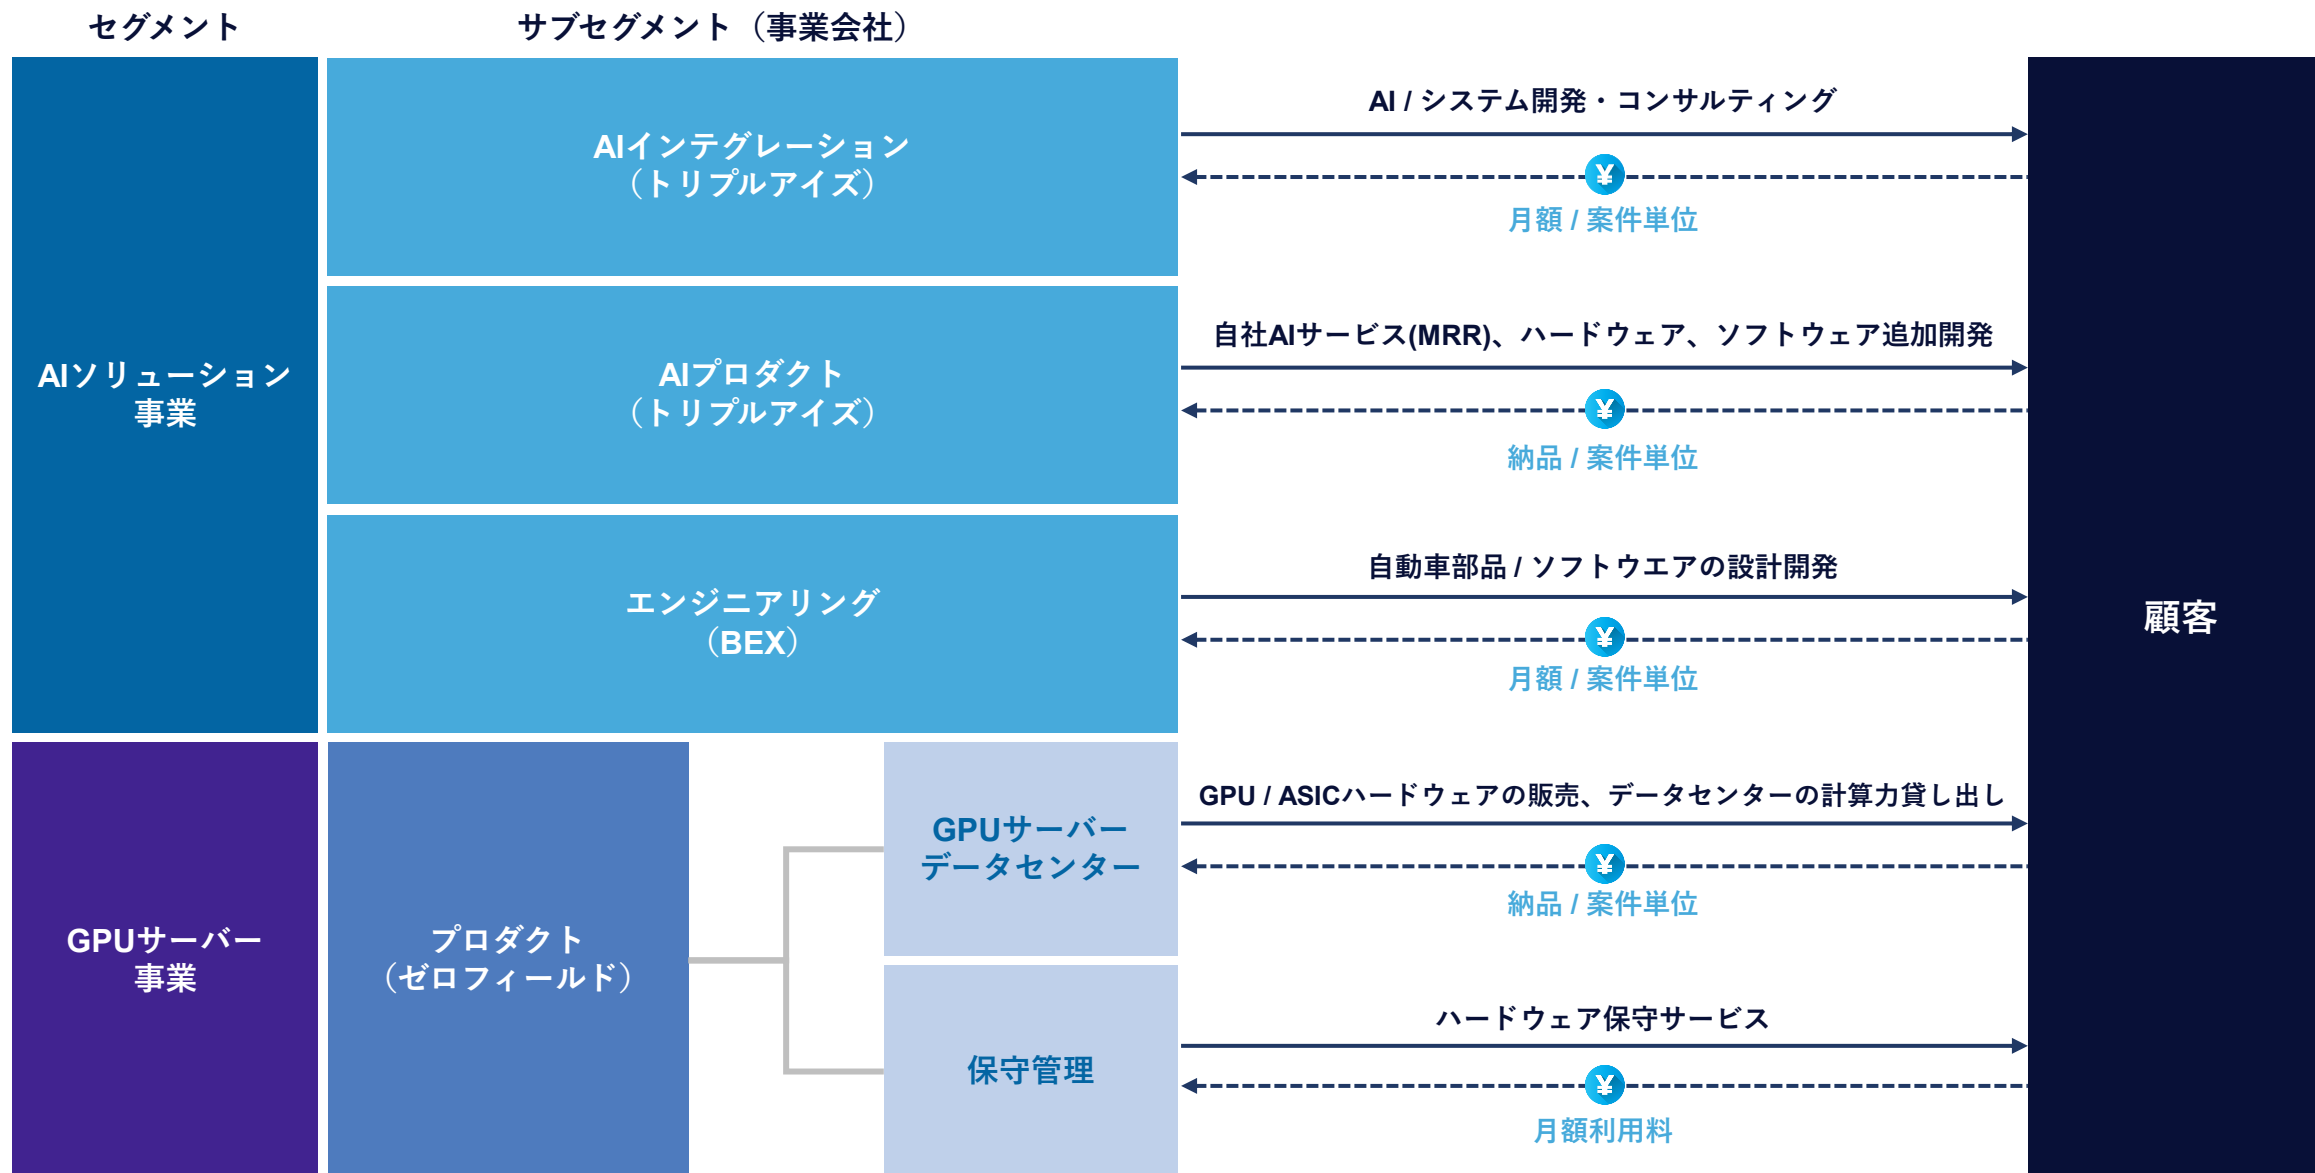 セグメント
サブセグメント（事業会社）
AIソリューション
事業
AIインテグレーション
（トリプルアイズ）
AI / システム開発・コンサルティング
¥
月額 / 案件単位
AIプロダクト
（トリプルアイズ）
自社AIサービス(MRR)、ハードウェア、ソフトウェア追加開発
¥
納品 / 案件単位
エンジニアリング
（BEX）
自動車部品 / ソフトウエアの設計開発
¥
月額 / 案件単位
顧客
GPUサーバー
事業
プロダクト
（ゼロフィールド）
GPUサーバー
データセンター
GPU / ASICハードウェアの販売、データセンターの計算力貸し出し
¥
納品 / 案件単位
保守管理
ハードウェア保守サービス
¥
月額利用料